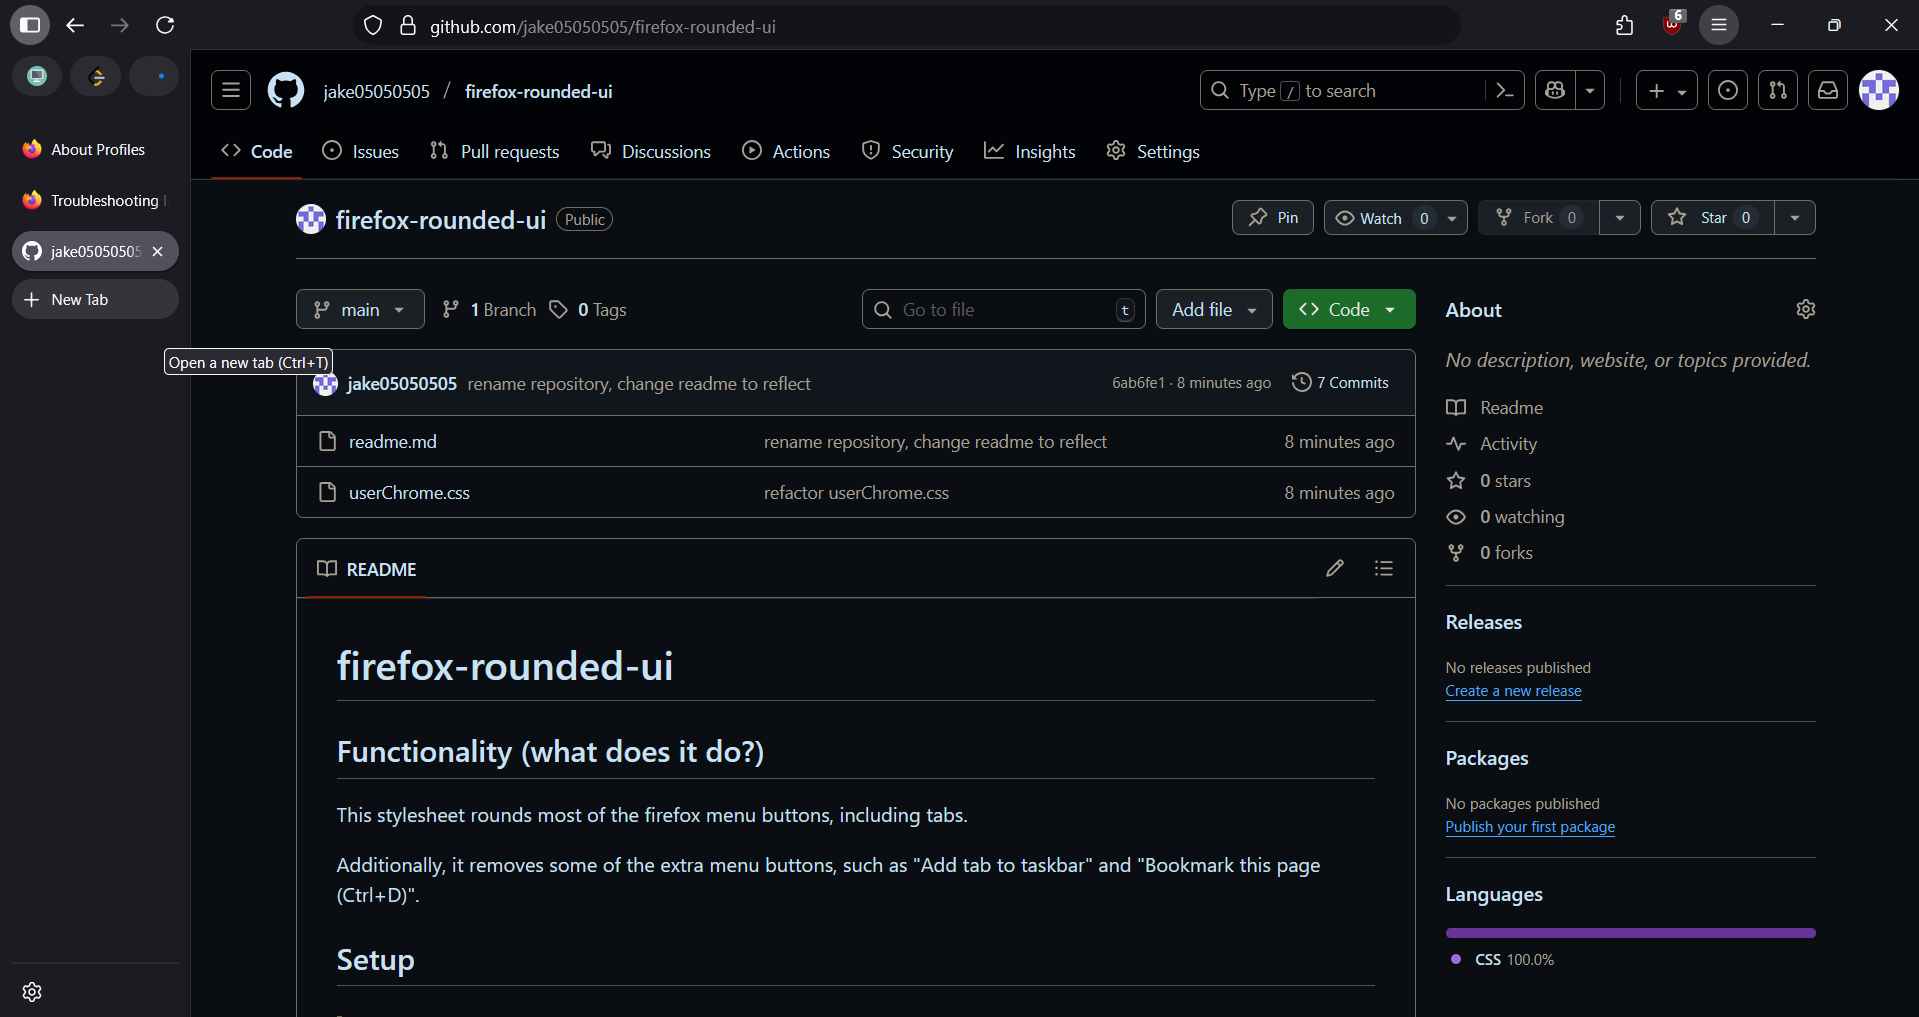 github.com/jake05050505/firefox-rounded-ui
6
About Profiles
Troubleshooting
jake05050505
New Tab
Open a new tab (Ctrl+T)
jake05050505 / firefox-rounded-ui
Type / to search
Code Issues Pull requests Discussions Actions Security Insights Settings
firefox-rounded-ui Public
Pin Watch 0 Fork 0 Star 0
main 1 Branch 0 Tags Go to file t Add file Code
jake05050505 rename repository, change readme to reflect 6ab6fe1 · 8 minutes ago 7 Commits
readme.md rename repository, change readme to reflect 8 minutes ago
userChrome.css refactor userChrome.css 8 minutes ago
README
firefox-rounded-ui
Functionality (what does it do?)
This stylesheet rounds most of the firefox menu buttons, including tabs.
Additionally, it removes some of the extra menu buttons, such as "Add tab to taskbar" and "Bookmark this page
(Ctrl+D)".
Setup
About
No description, website, or topics provided.
Readme
Activity
0 stars
0 watching
0 forks
Releases
No releases published
Create a new release
Packages
No packages published
Publish your first package
Languages
CSS 100.0%